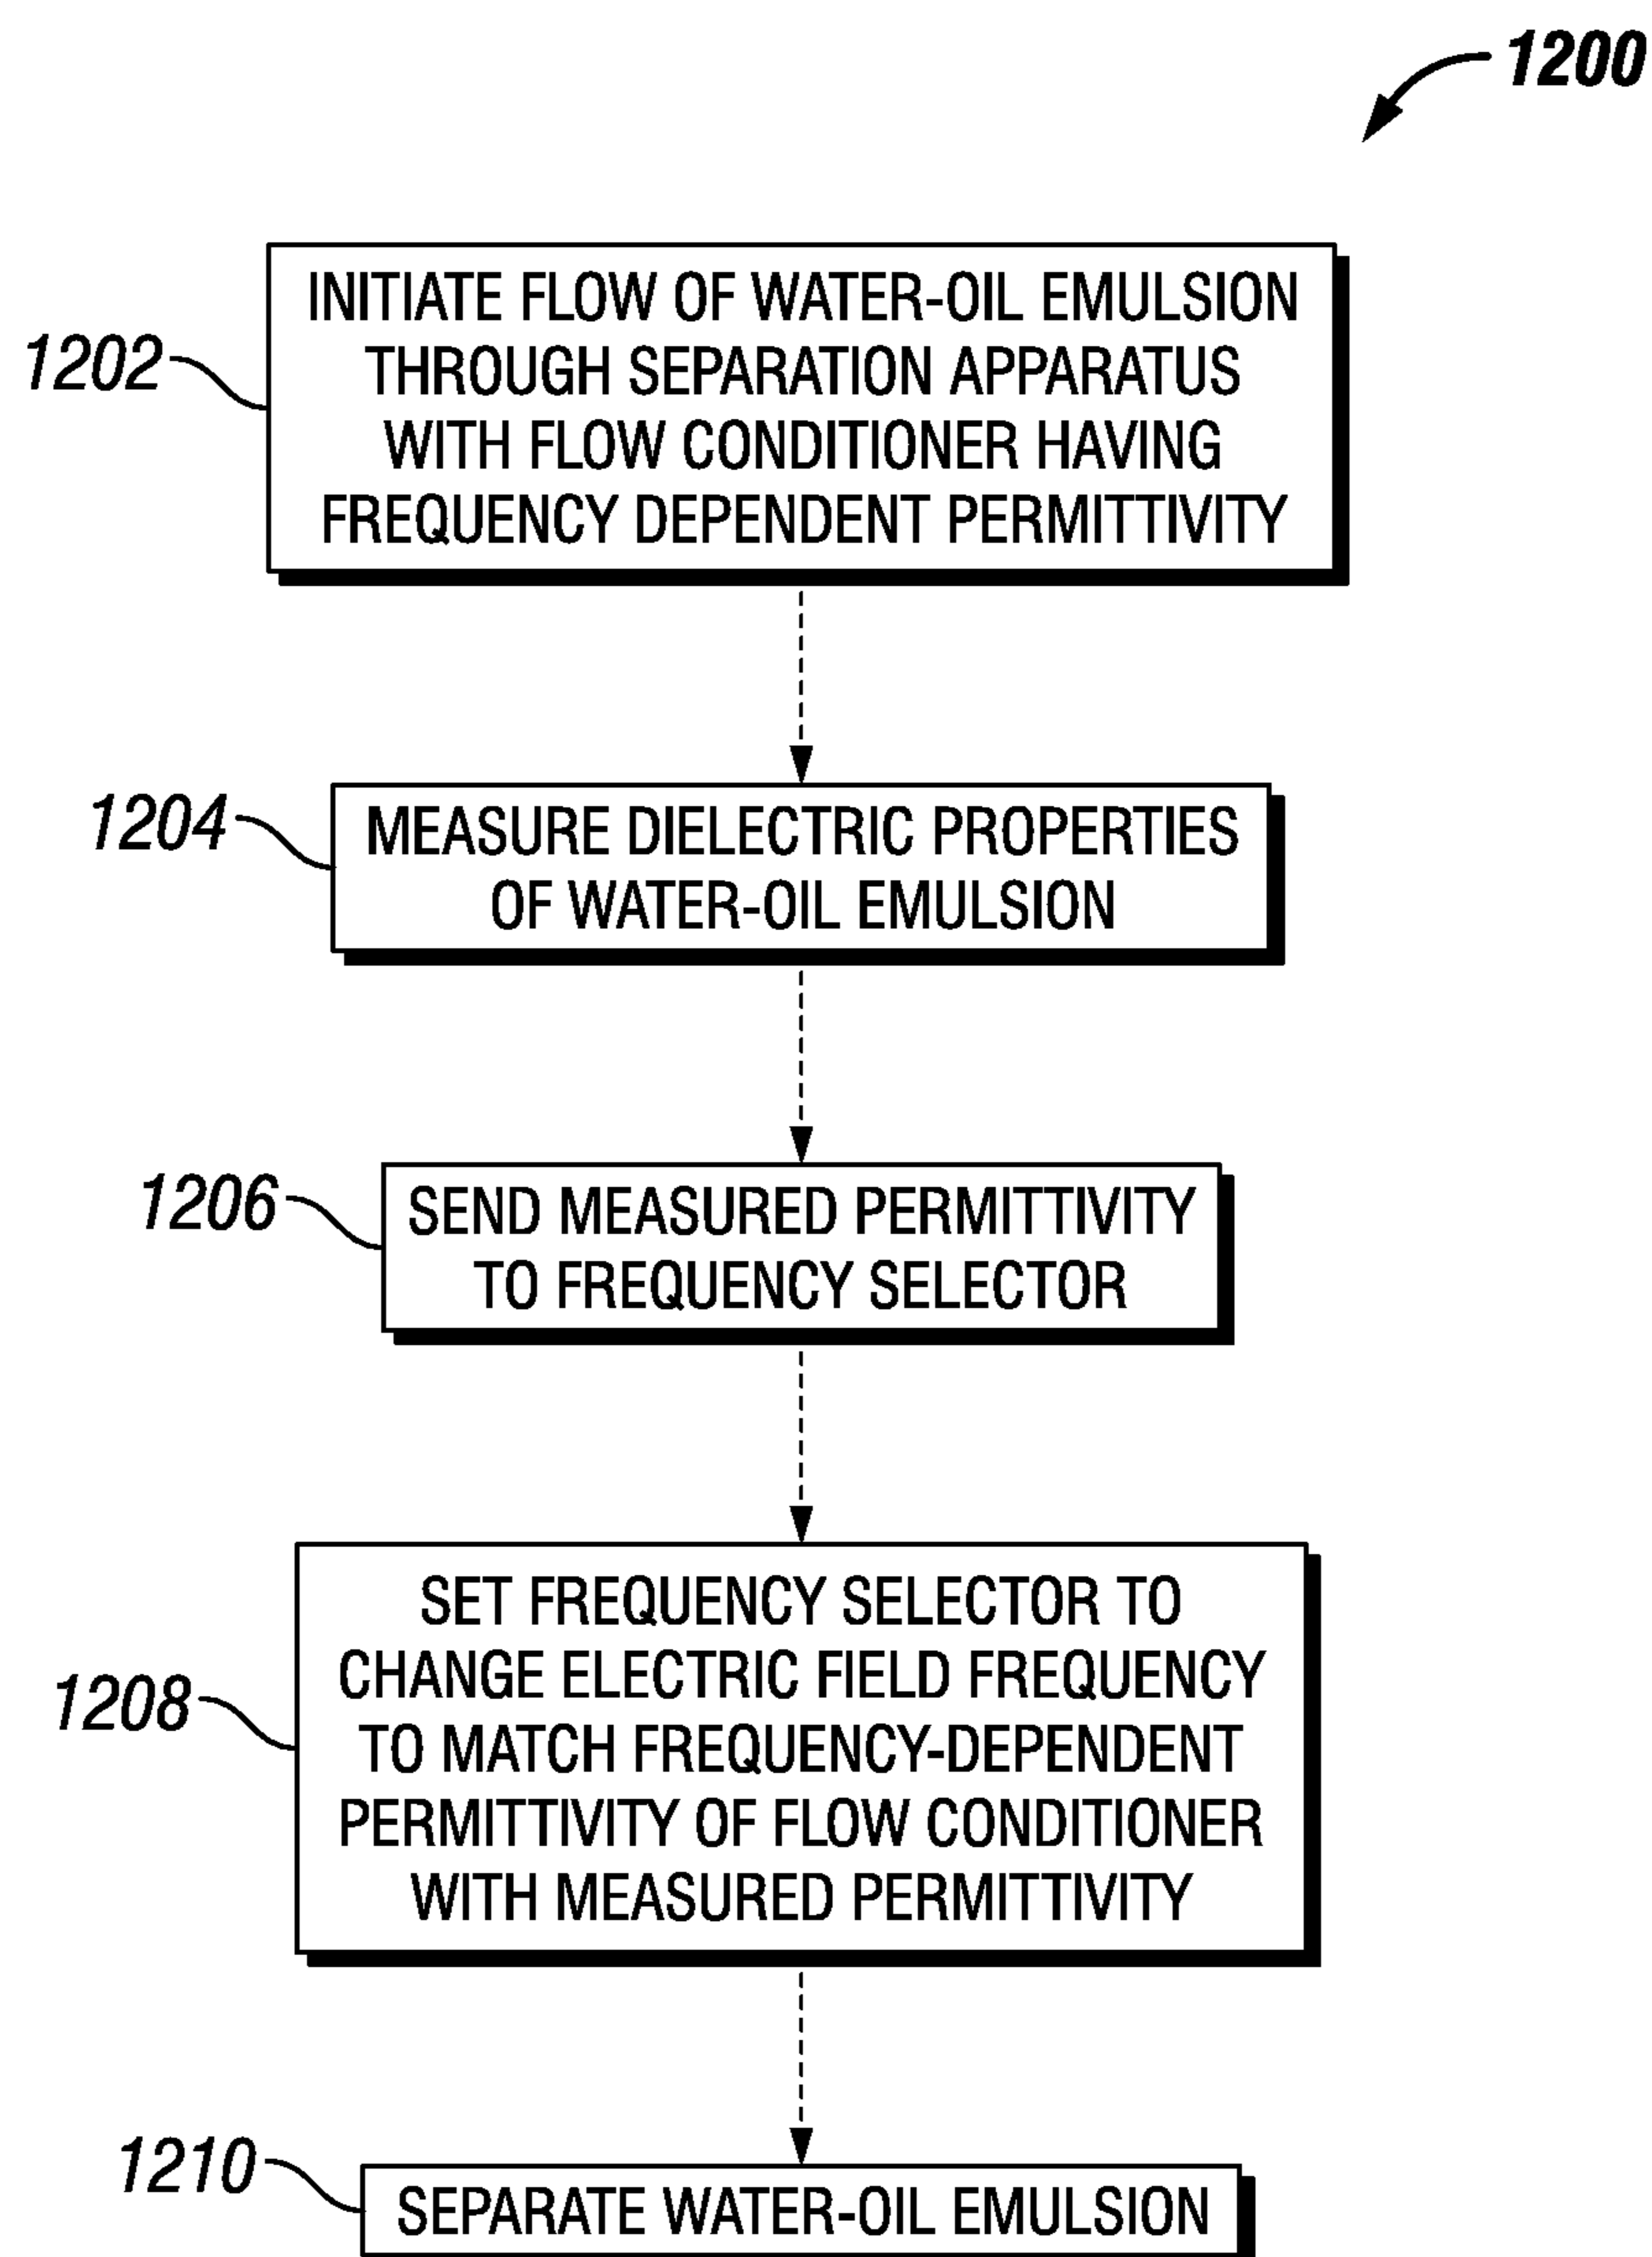 1200
1202
INITIATE FLOW OF WATER-OIL EMULSION
THROUGH SEPARATION APPARATUS
WITH FLOW CONDITIONER HAVING
FREQUENCY DEPENDENT PERMITTIVITY
1204
MEASURE DIELECTRIC PROPERTIES
OF WATER-OIL EMULSION
1206
SEND MEASURED PERMITTIVITY
TO FREQUENCY SELECTOR
1208
SET FREQUENCY SELECTOR TO
CHANGE ELECTRIC FIELD FREQUENCY
TO MATCH FREQUENCY-DEPENDENT
PERMITTIVITY OF FLOW CONDITIONER
WITH MEASURED PERMITTIVITY
1210
SEPARATE WATER-OIL EMULSION